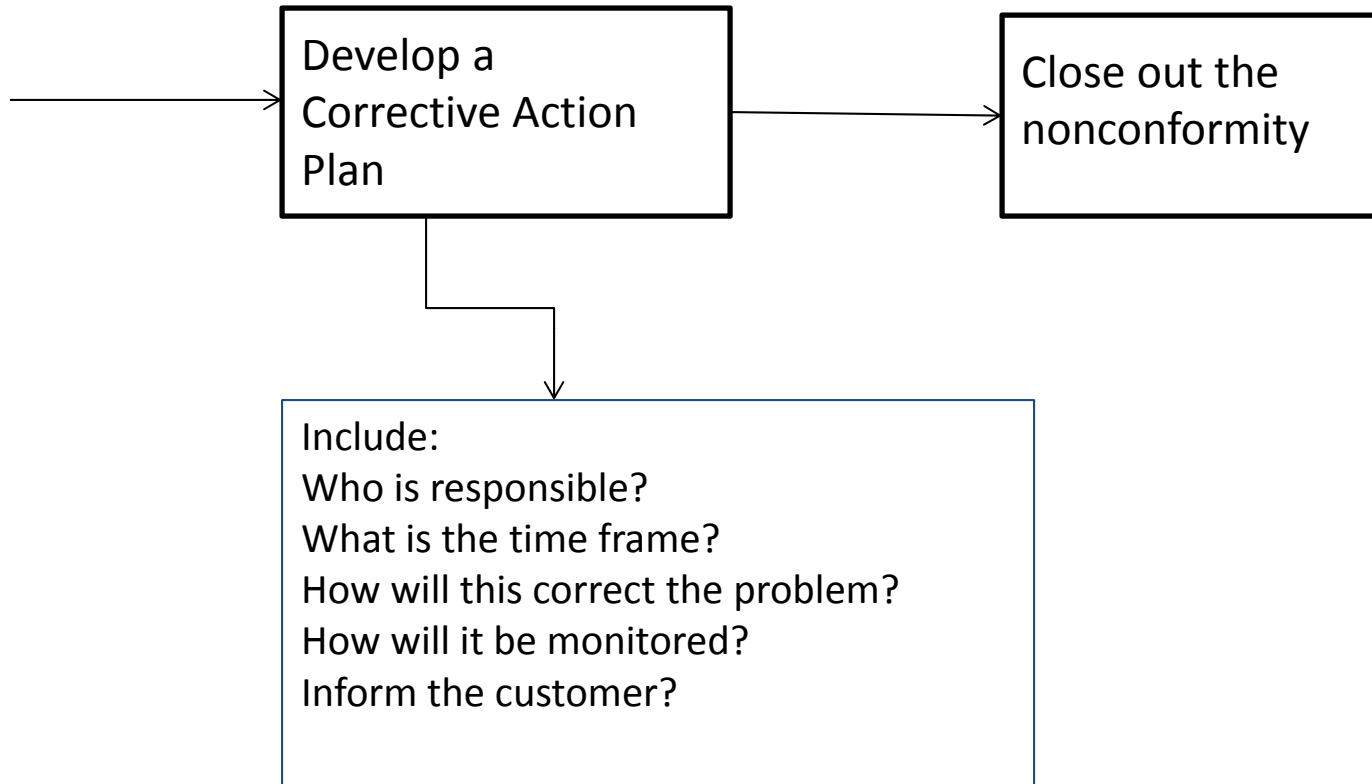 Develop a
Corrective Action
Plan
Close out the
nonconformity
Include:
Who is responsible?
What is the time frame?
How will this correct the problem?
How will it be monitored?
Inform the customer?